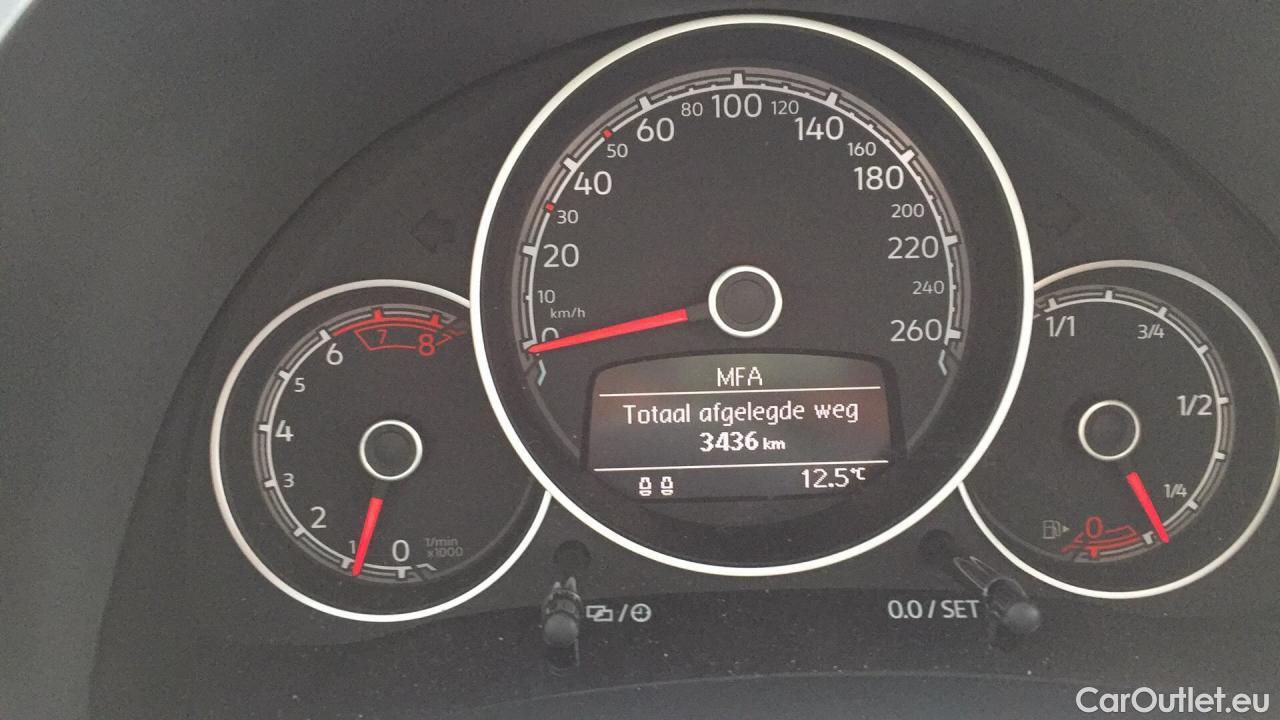 80 100 120
60 140
50 160
40 180
30 200
20 220
10 240
km/h
0 260
MFA
Totaal afgelegde weg
3436 km
12.5°C
7
6 8
5
4
3
2
1 0 1/min
x1000
1/1 3/4
1/2
1/4
0
0.0 / SET
CarOutlet.eu